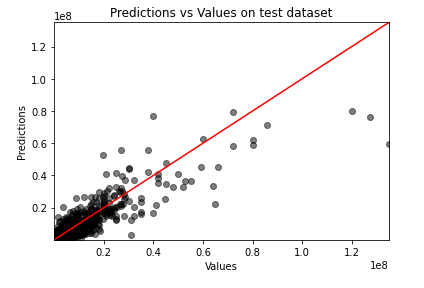 Predictions vs Values on test dataset
1e8
1.2
1.0
0.8
0.6
0.4
0.2
Predictions
0.2 0.4 0.6 0.8 1.0 1.2
Values
1e8